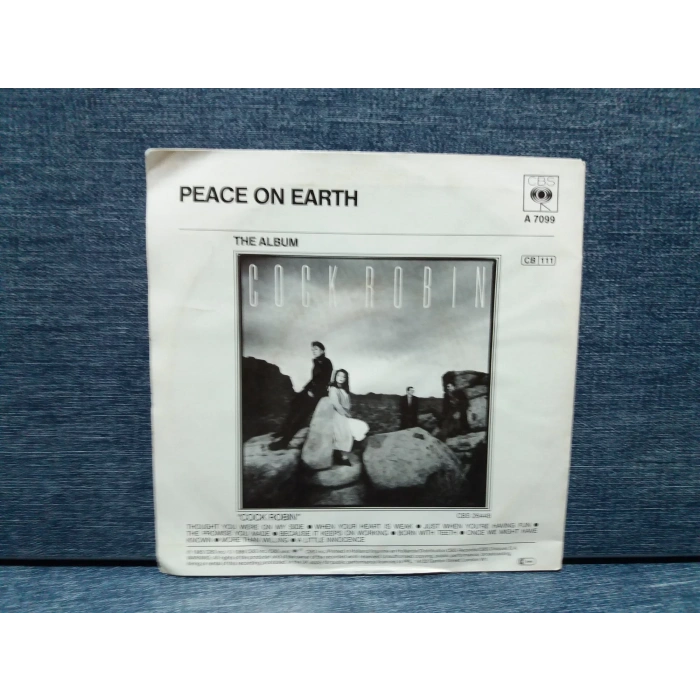 PEACE ON EARTH
CBS
A 7099
THE ALBUM
CB 111
COCK ROBIN
"COCK ROBIN"
CBS 26448
THOUGHT YOU WERE ON MY SIDE ● WHEN YOUR HEART IS WEAK ● JUST WHEN YOU'RE HAVING FUN ●
THE PROMISE YOU MADE ● BECAUSE IT KEEPS ON WORKING ● BORN WITH TEETH ● ONCE WE MIGHT HAVE
KNOWN ● MORE THAN WILLING ● A LITTLE INNOCENCE